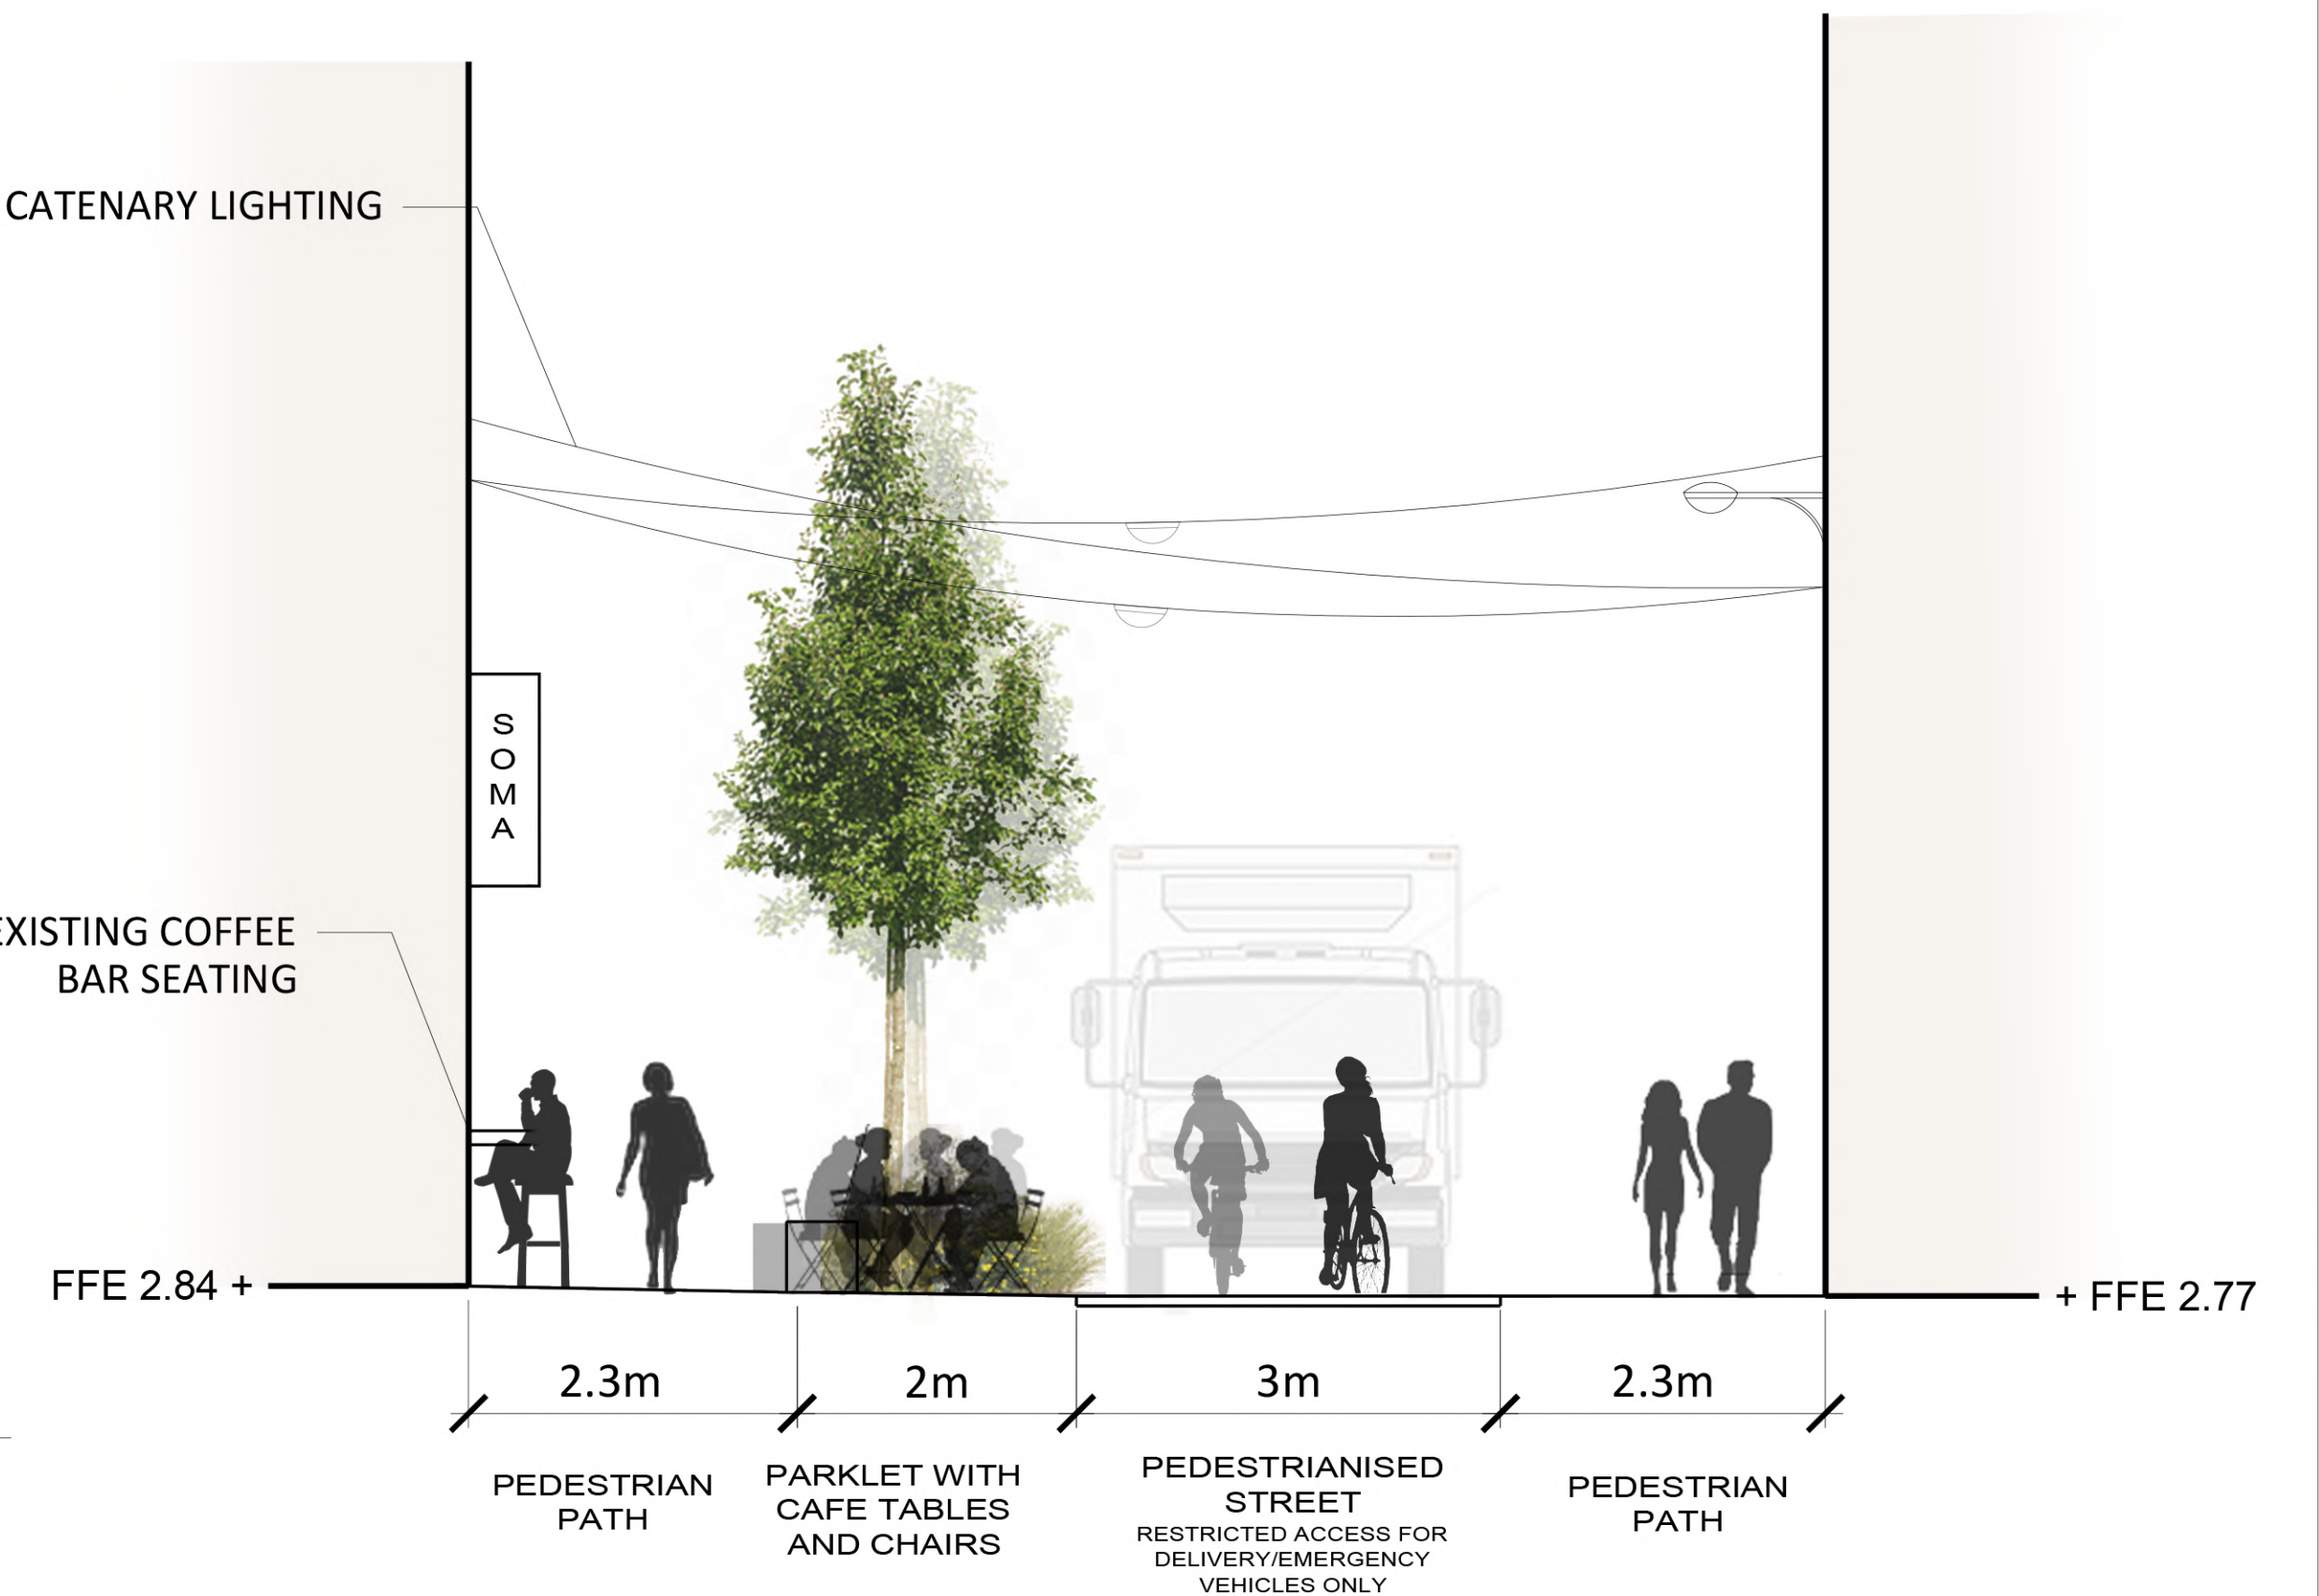 CATENARY LIGHTING
S
O
M
A
EXISTING COFFEE
BAR SEATING
FFE 2.84 +
+ FFE 2.77
2.3m
2m
3m
2.3m
PEDESTRIAN
PATH
PARKLET WITH
CAFE TABLES
AND CHAIRS
PEDESTRIANISED
STREET
RESTRICTED ACCESS FOR
DELIVERY/EMERGENCY
VEHICLES ONLY
PEDESTRIAN
PATH